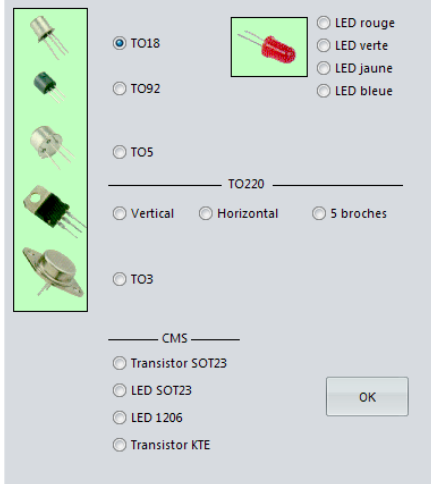 TO18
LED rouge
LED verte
LED jaune
LED bleue
TO92
TO5
TO220
Vertical Horizontal 5 broches
TO3
CMS
Transistor SOT23
LED SOT23
LED 1206
Transistor KTE
OK